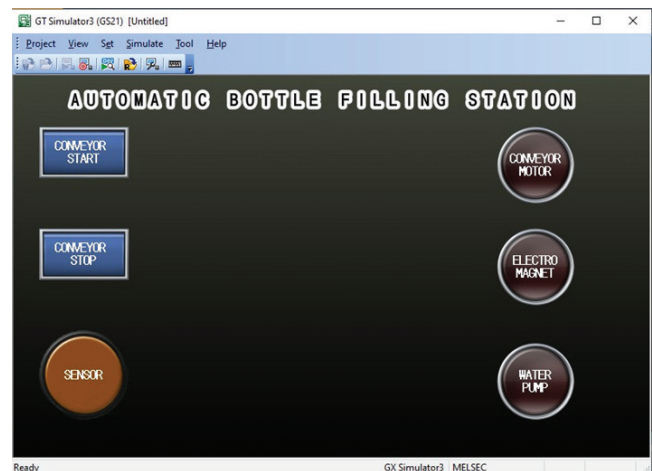 GT Simulator3 (GS21) [Untitled]
Project View Set Simulate Tool Help
AUTOMATIC BOTTLE FILLING STATION
CONVEYOR
START
CONVEYOR
MOTOR
CONVEYOR
STOP
ELECTRO
MAGNET
SENSOR
WATER
PUMP
Ready GX Simulator3 MELSEC